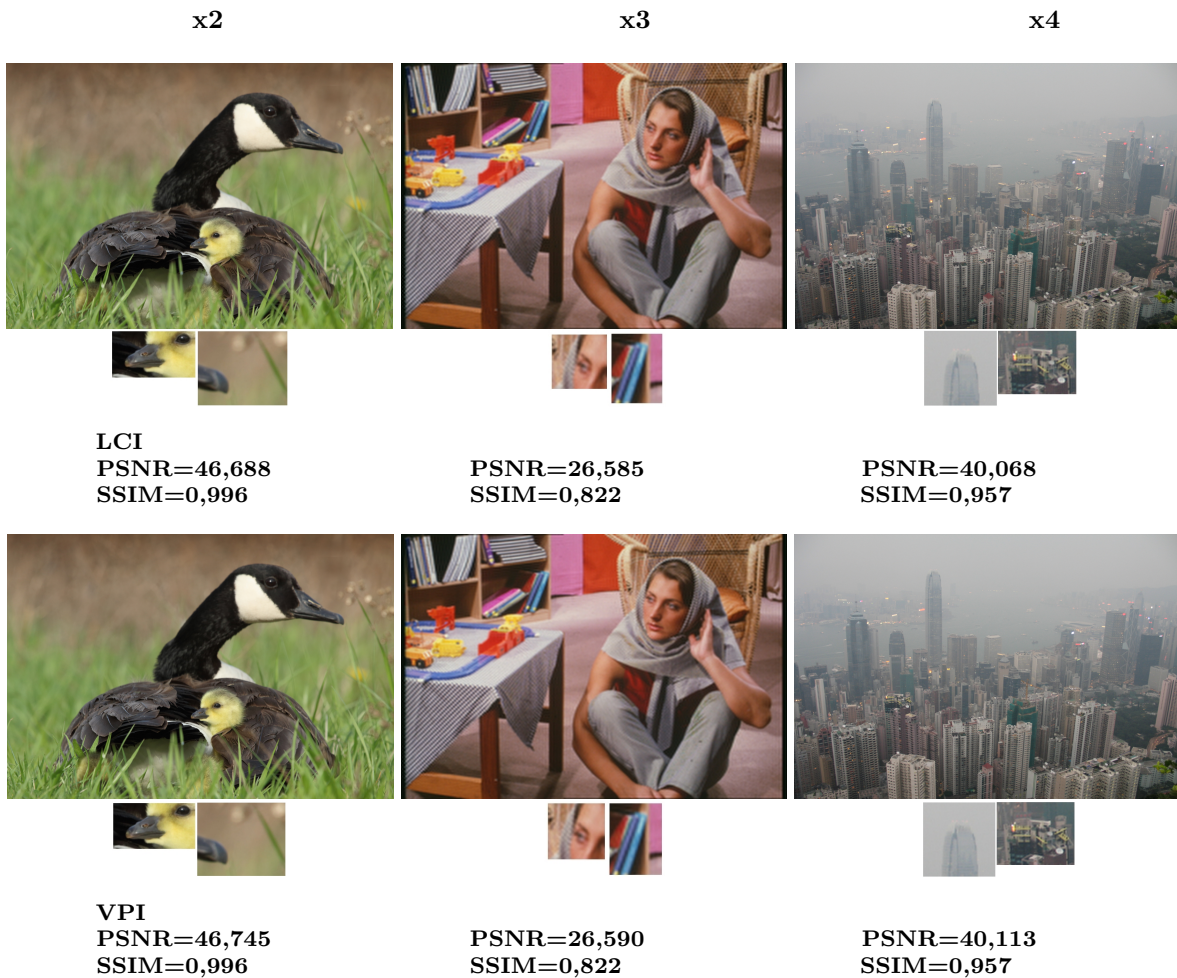 x2
x3
x4
LCI
PSNR=46,688
SSIM=0,996
PSNR=26,585
SSIM=0,822
PSNR=40,068
SSIM=0,957
VPI
PSNR=46,745
SSIM=0,996
PSNR=26,590
SSIM=0,822
PSNR=40,113
SSIM=0,957